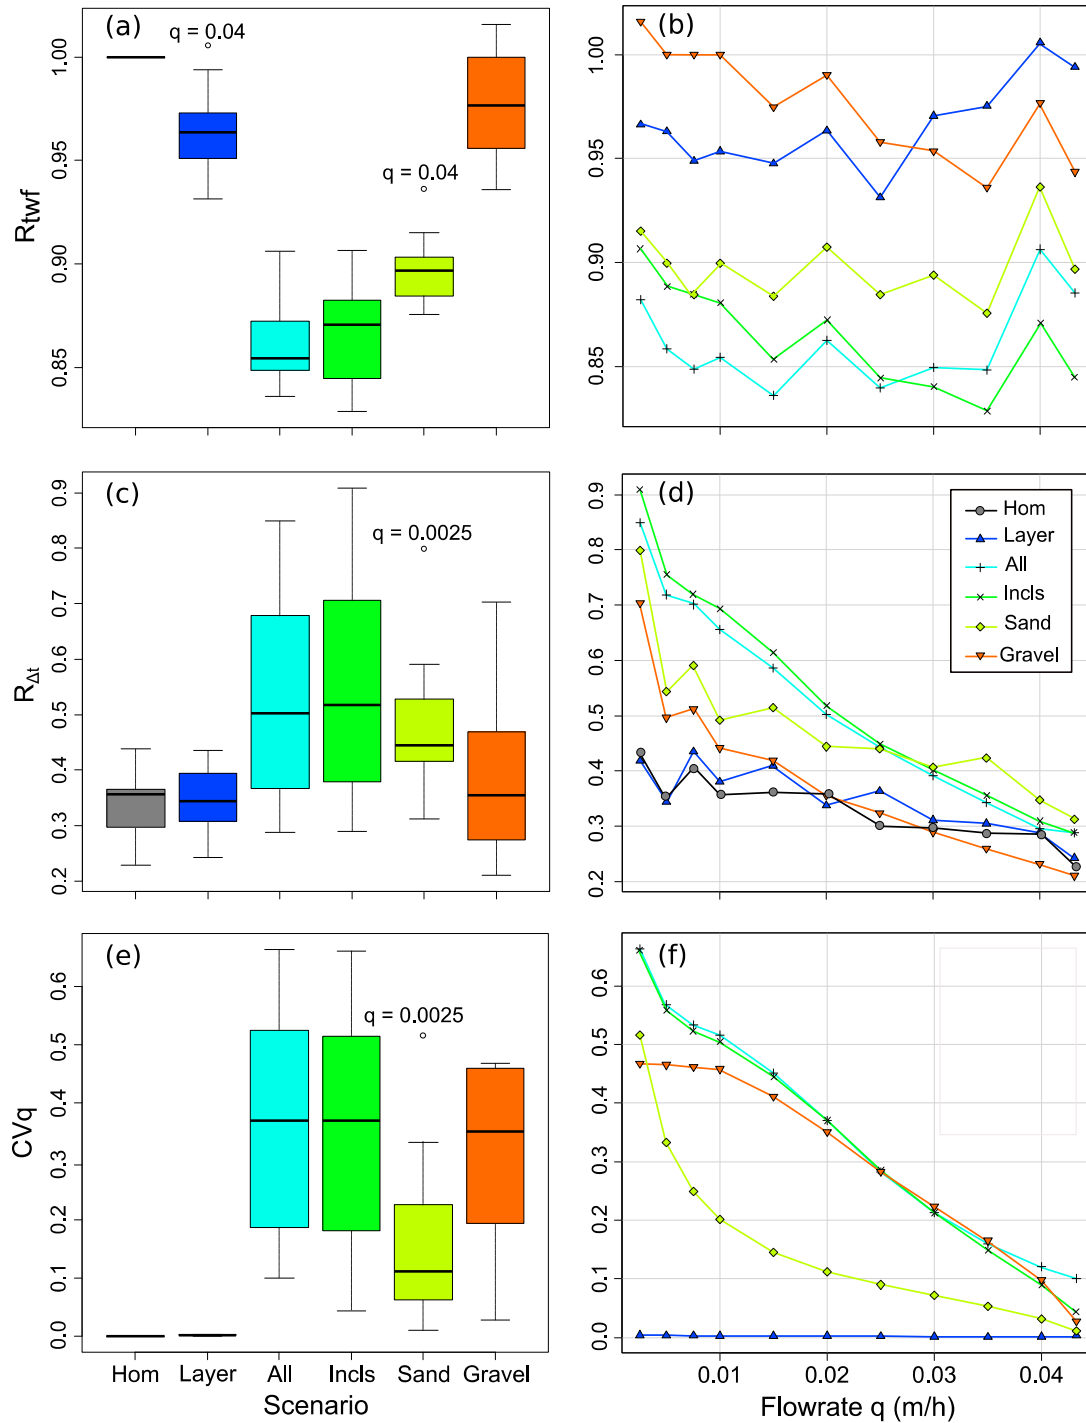 (a)
q = 0.04
q = 0.04
1.00
0.95
0.90
0.85
Rtwf
(b)
1.00
0.95
0.90
0.85
(c)
q = 0.0025
0.9
0.8
0.7
0.6
0.5
0.4
0.3
0.2
RΔt
(d)
0.9
0.8
0.7
0.6
0.5
0.4
0.3
0.2
Hom
Layer
All
Incls
Sand
Gravel
(e)
q = 0.0025
0.6
0.5
0.4
0.3
0.2
0.1
0.0
CVq
Hom Layer All Incls Sand Gravel
Scenario
(f)
0.6
0.5
0.4
0.3
0.2
0.1
0.0
0.01 0.02 0.03 0.04
Flowrate q (m/h)